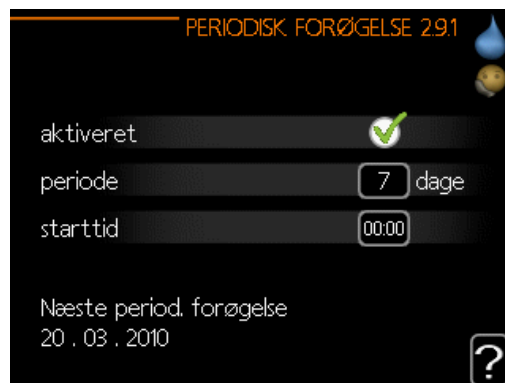 PERIODISK FORØGELSE 2.9.1
aktiveret
periode 7 dage
starttid 00:00
Næste period. forøgelse
20 . 03 . 2010
?